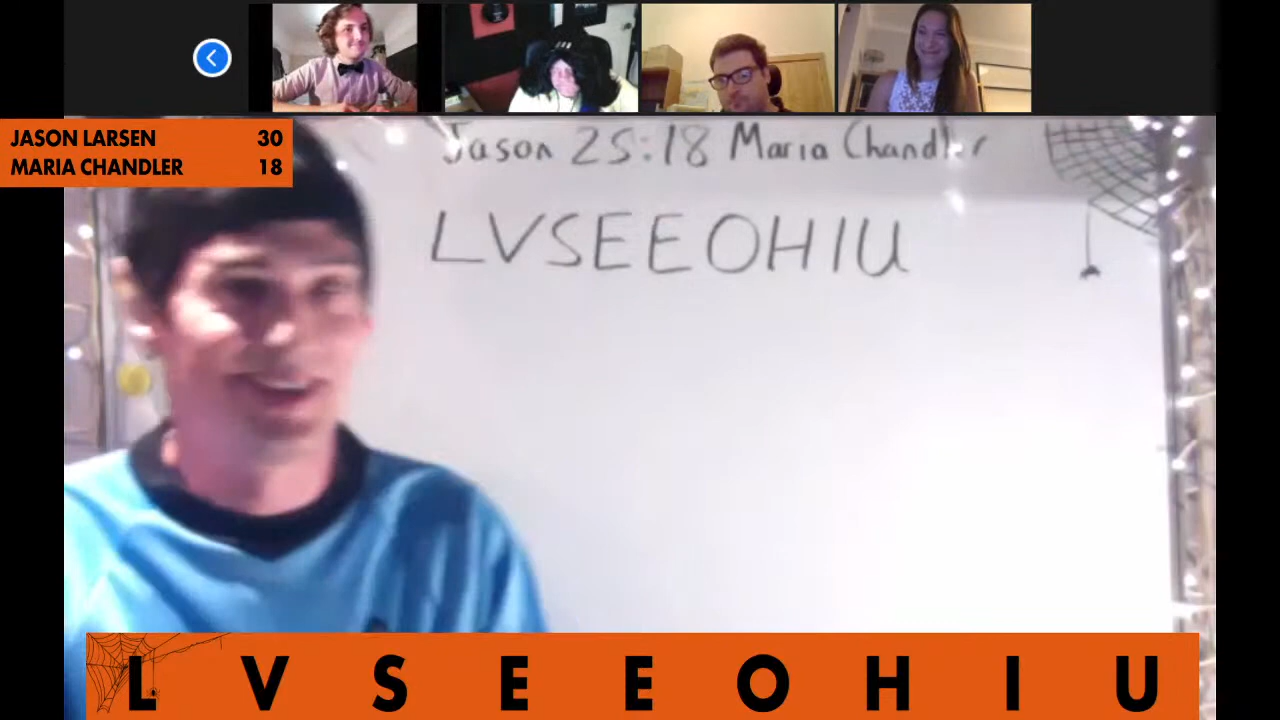 JASON LARSEN 30
MARIA CHANDLER 18
Jason 25:18 Maria Chandler
LVSEEOHIU
L V S E E O H I U